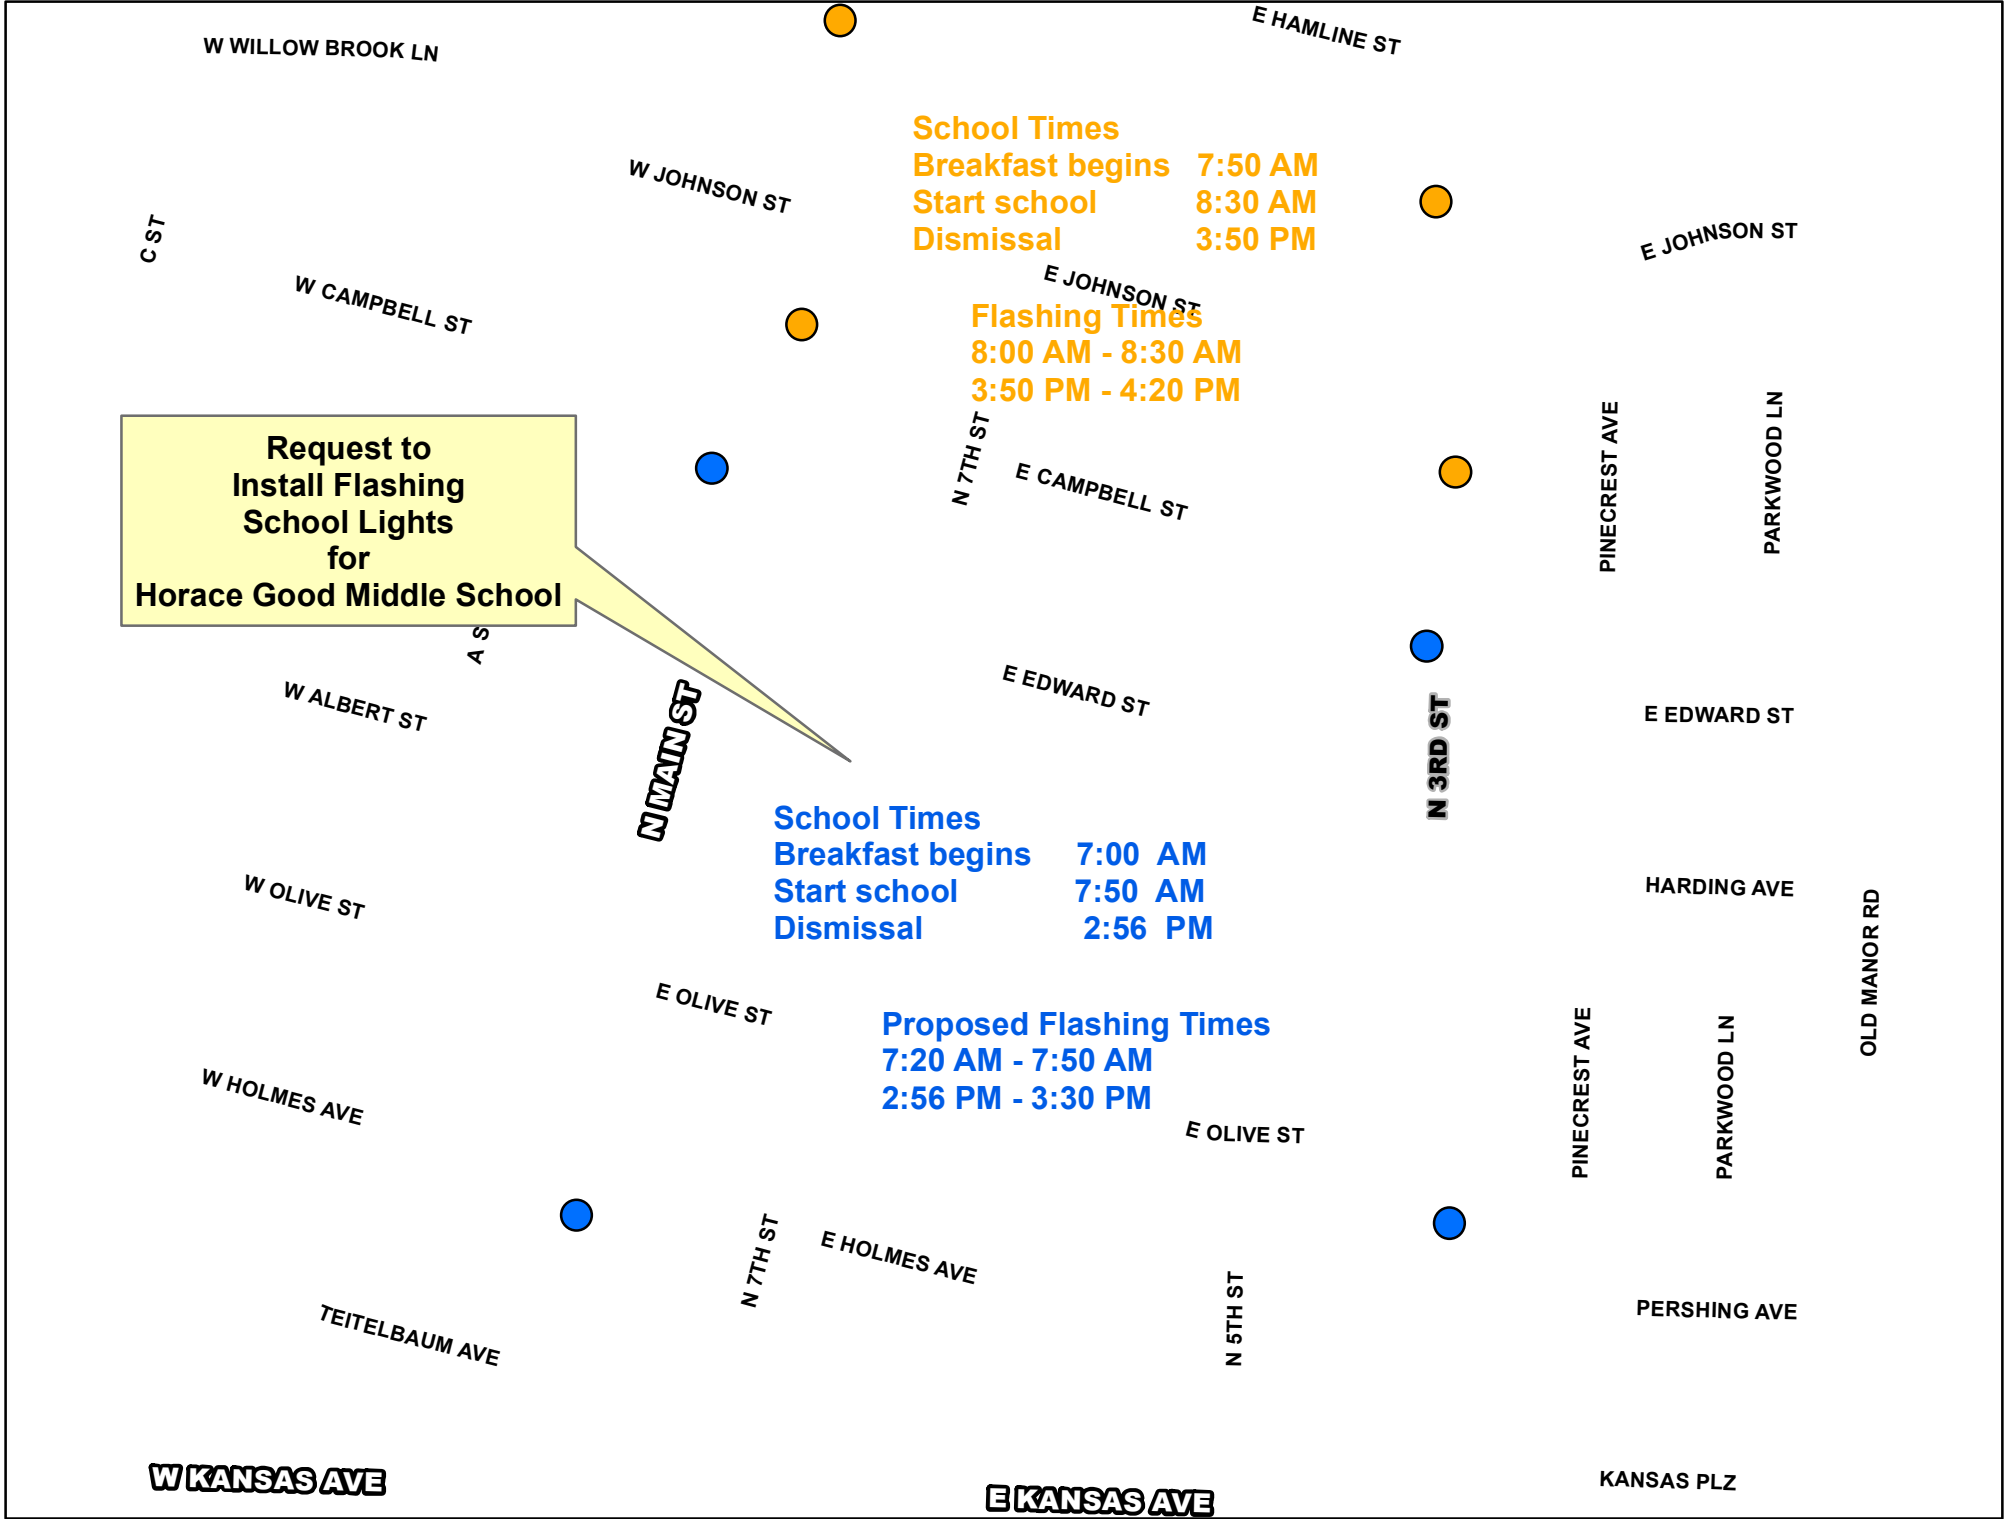 W WILLOW BROOK LN
E HAMLINE ST
School Times
Breakfast begins 7:50 AM
Start school 8:30 AM
Dismissal 3:50 PM
W JOHNSON ST
C ST
E JOHNSON ST
W CAMPBELL ST
E JOHNSON ST
Flashing Times
8:00 AM - 8:30 AM
3:50 PM - 4:20 PM
Request to
Install Flashing
School Lights
for
Horace Good Middle School
N 7TH ST
E CAMPBELL ST
PINECREST AVE
PARKWOOD LN
A S
W ALBERT ST
N MAIN ST
E EDWARD ST
N 3RD ST
E EDWARD ST
School Times
Breakfast begins 7:00 AM
Start school 7:50 AM
Dismissal 2:56 PM
W OLIVE ST
HARDING AVE
OLD MANOR RD
E OLIVE ST
Proposed Flashing Times
7:20 AM - 7:50 AM
2:56 PM - 3:30 PM
PINECREST AVE
PARKWOOD LN
W HOLMES AVE
E OLIVE ST
N 7TH ST
E HOLMES AVE
N 5TH ST
PERSHING AVE
TEITELBAUM AVE
W KANSAS AVE
E KANSAS AVE
KANSAS PLZ